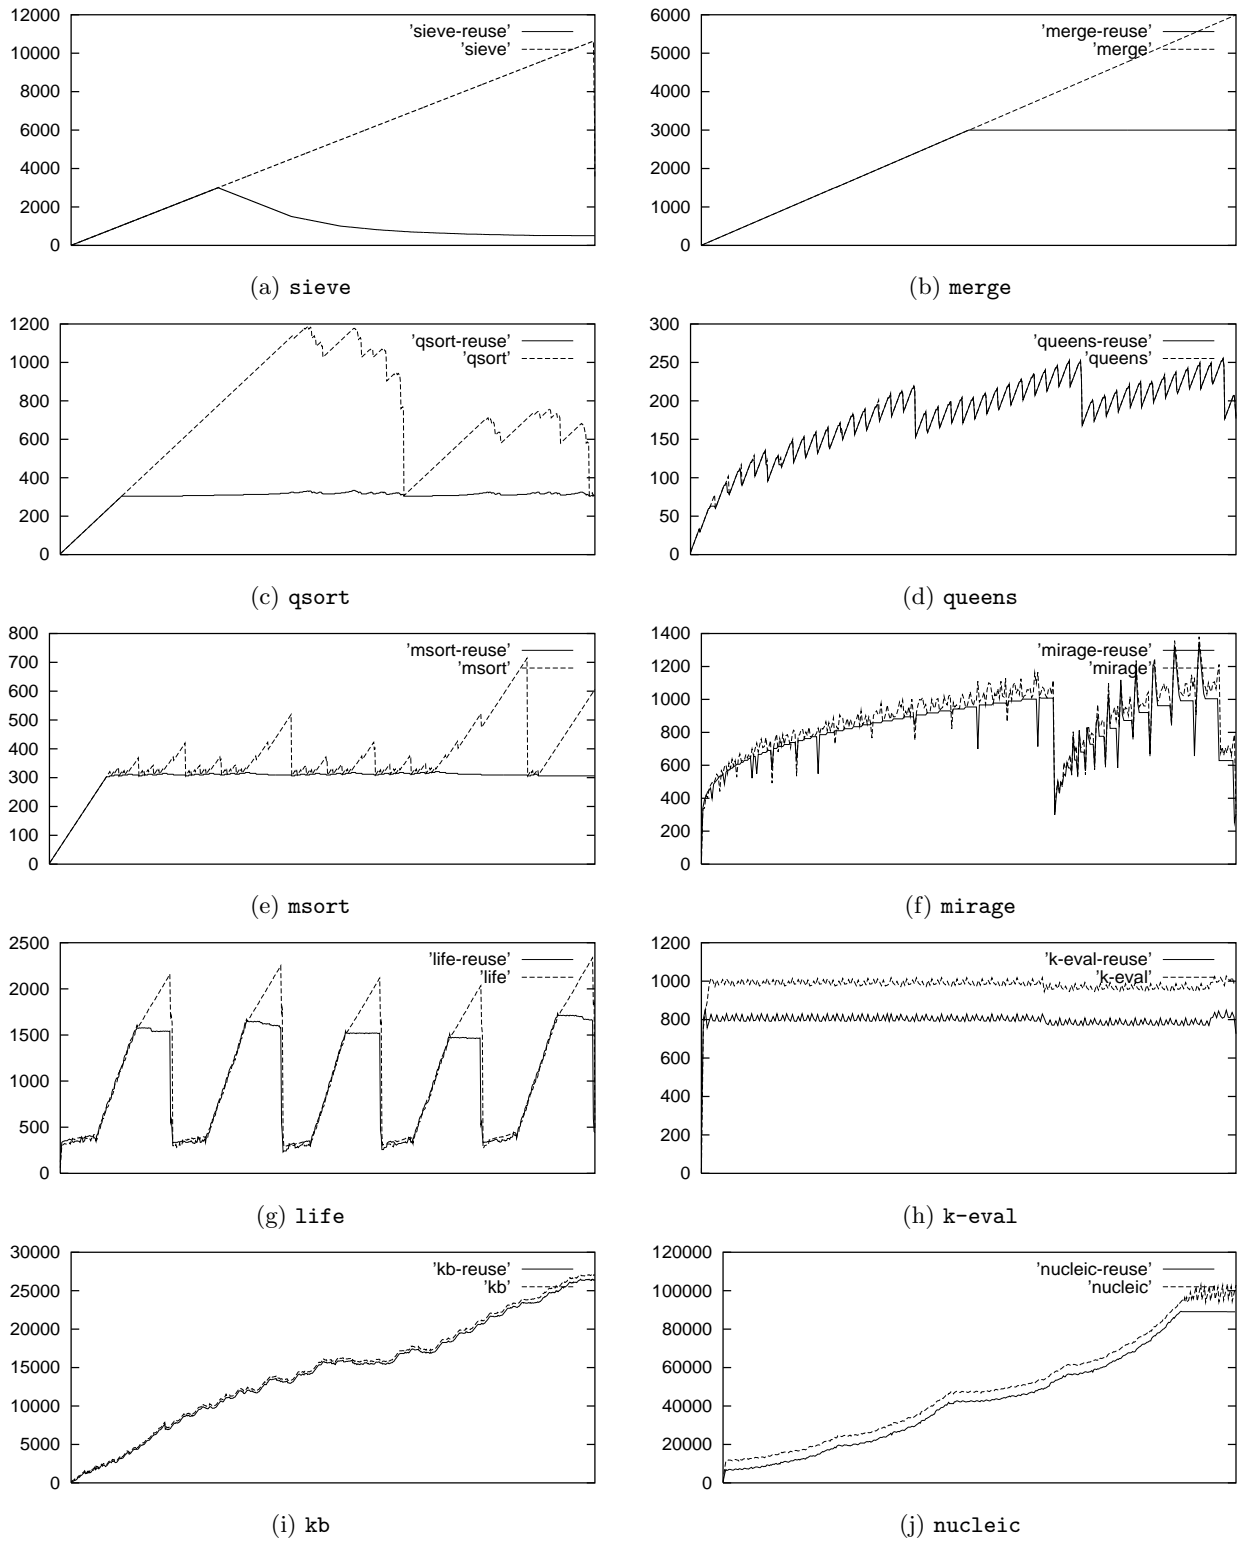 12000
10000
8000
6000
4000
2000
0
'sieve-reuse'
'sieve'
(a) sieve
6000
5000
4000
3000
2000
1000
0
'merge-reuse'
'merge'
(b) merge
1200
1000
800
600
400
200
0
'qsort-reuse'
'qsort'
(c) qsort
300
250
200
150
100
50
0
'queens-reuse'
'queens'
(d) queens
800
700
600
500
400
300
200
100
0
'msort-reuse'
'msort'
(e) msort
1400
1200
1000
800
600
400
200
0
'mirage-reuse'
'mirage'
(f) mirage
2500
2000
1500
1000
500
0
'life-reuse'
'life'
(g) life
1200
1000
800
600
400
200
0
'k-eval-reuse'
'k-eval'
(h) k-eval
30000
25000
20000
15000
10000
5000
0
'kb-reuse'
'kb'
(i) kb
120000
100000
80000
60000
40000
20000
0
'nucleic-reuse'
'nucleic'
(j) nucleic